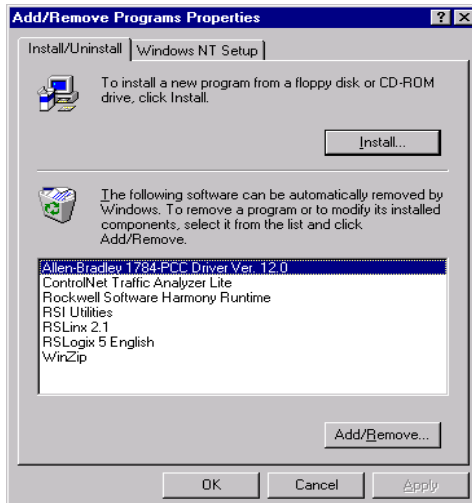 Add/Remove Programs Properties
Install/Uninstall
Windows NT Setup
To install a new program from a floppy disk or CD-ROM
drive, click Install.
Install...
The following software can be automatically removed by
Windows. To remove a program or to modify its installed
components, select it from the list and click
Add/Remove.
Allen-Bradley 1784-PCC Driver Ver. 12.0
ControlNet Traffic Analyzer Lite
Rockwell Software Harmony Runtime
RSI Utilities
RSLinx 2.1
RSLogix 5 English
WinZip
Add/Remove...
OK
Cancel
Apply